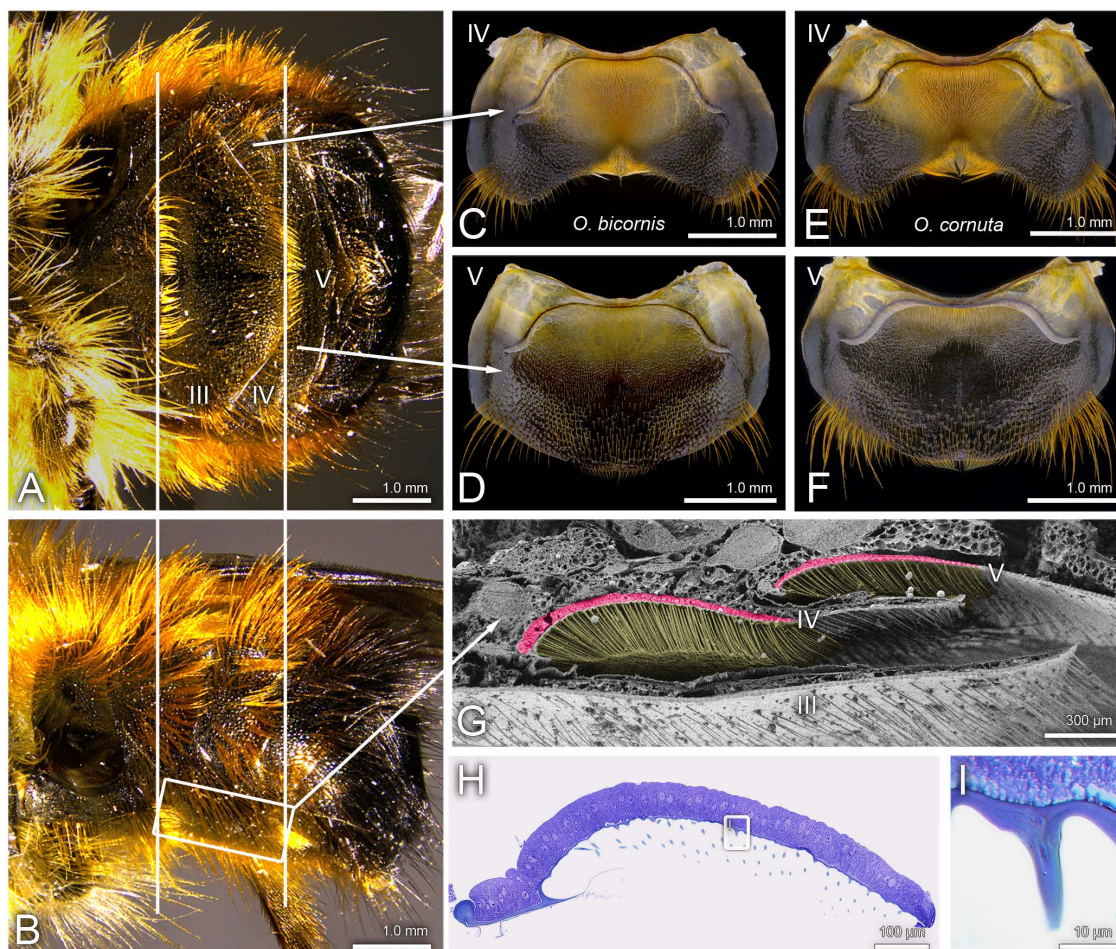 III
IV
V
A
1.0 mm
B
1.0 mm
IV
C
O. bicornis
1.0 mm
IV
E
O. cornuta
1.0 mm
V
D
1.0 mm
V
F
1.0 mm
V
IV
III
G
300 µm
H
100 µm
I
10 µm